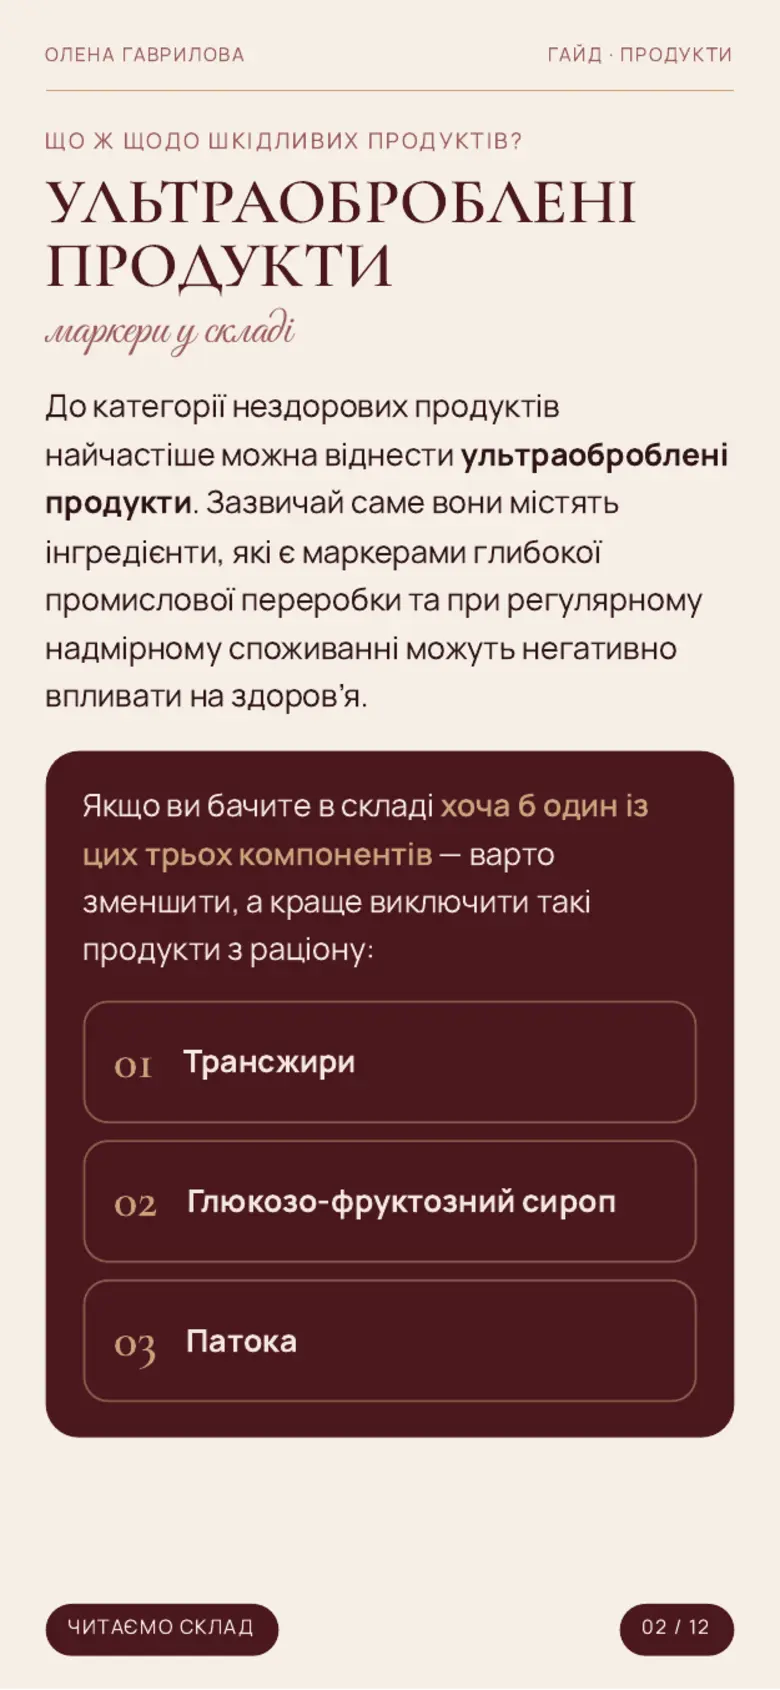 ОЛЕНА ГАВРИЛОВА
ГАЙД · ПРОДУКТИ
ЩО Ж ЩОДО ШКІДЛИВИХ ПРОДУКТІВ?
УЛЬТРАОБРОБЛЕНІ
ПРОДУКТИ
маркери у складі
До категорії нездорових продуктів
найчастіше можна віднести ультраоброблені
продукти. Зазвичай саме вони містять
інгредієнти, які є маркерами глибокої
промислової переробки та при регулярному
надмірному споживанні можуть негативно
впливати на здоров’я.
Якщо ви бачите в складі хоча б один із
цих трьох компонентів — варто
зменшити, а краще виключити такі
продукти з раціону:
01 Трансжири
02 Глюкозо-фруктозний сироп
03 Патока
ЧИТАЄМО СКЛАД
02 / 12